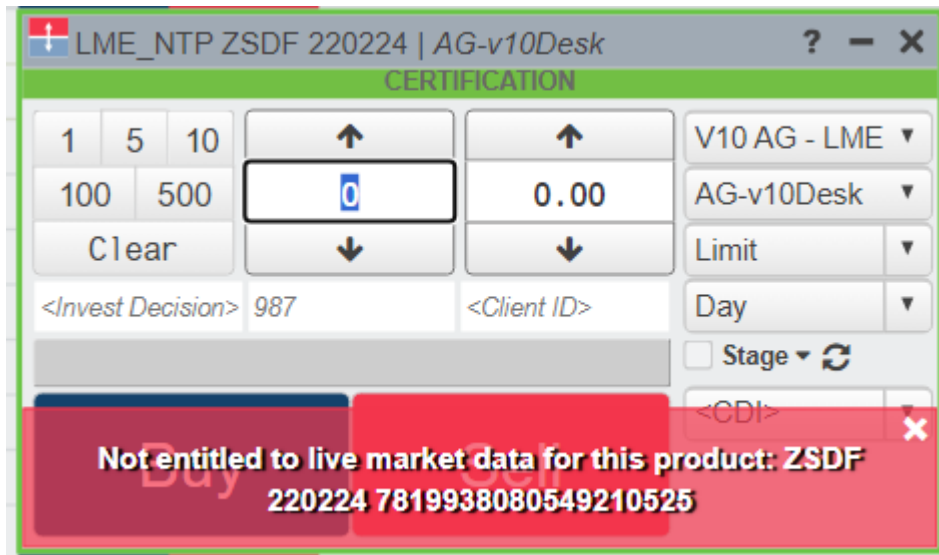 LME_NTP ZSDF 220224 | AG-v10Desk ? − X
CERTIFICATION
1 5 10
100 500
Clear
0
0.00
V10 AG - LME
AG-v10Desk
Limit
<Invest Decision> 987 <Client ID>
Day
Stage
<CDI>
Buy Sell
Not entitled to live market data for this product: ZSDF
220224 7819938080549210525